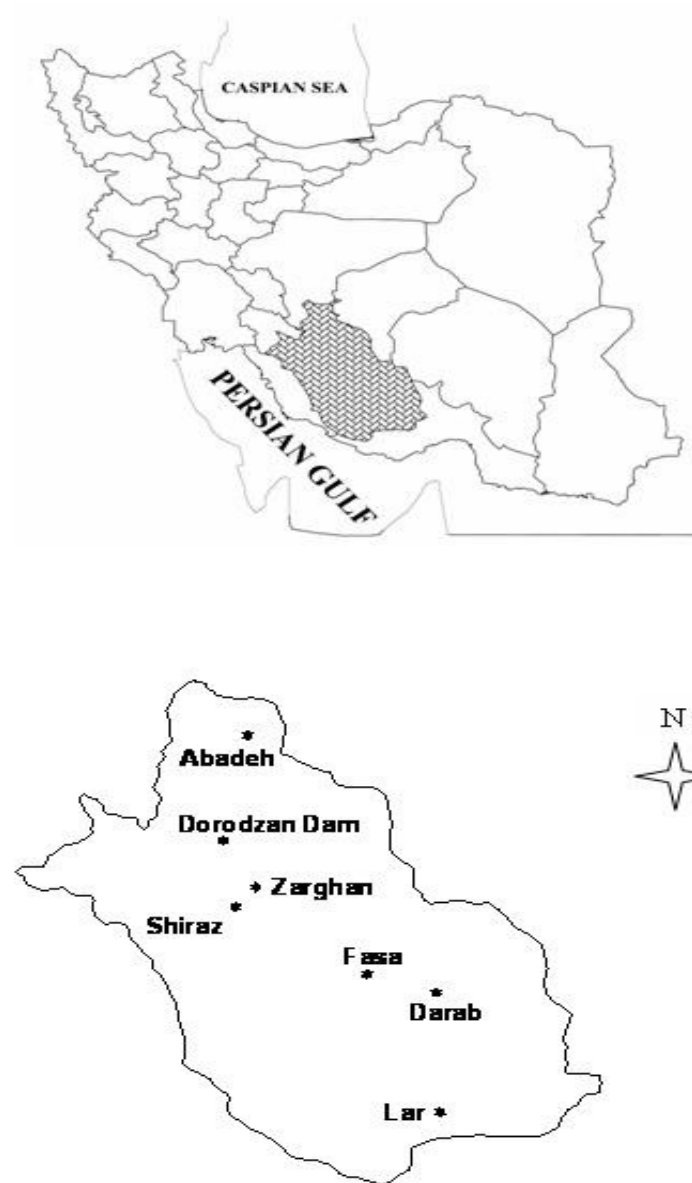 CASPIAN SEA
PERSIAN GULF
N
Abadeh
Dorodzan Dam
Zarghan
Shiraz
Fasa
Darab
Lar